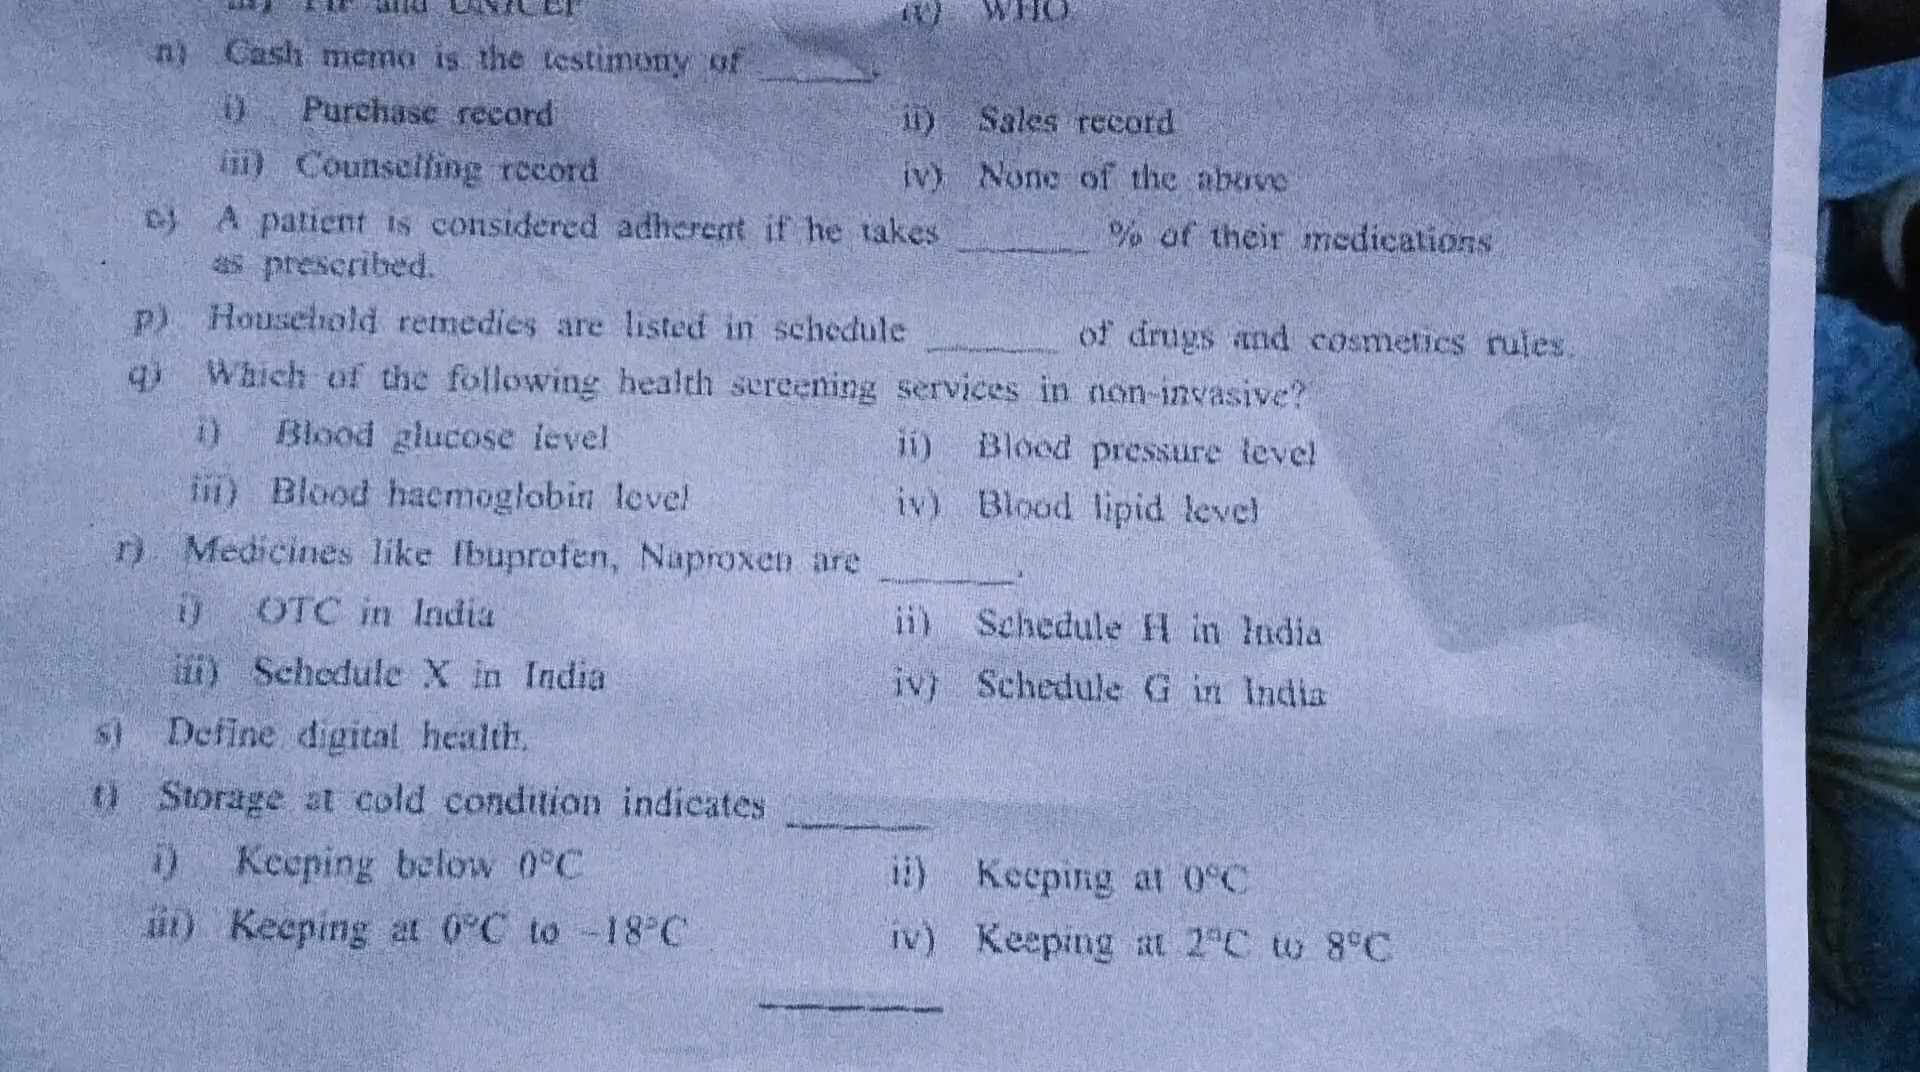 iii) FIP and UNICEF iv) WHO
n) Cash memo is the testimony of ______.
i) Purchase record ii) Sales record
iii) Counselling record iv) None of the above
o) A patient is considered adherent if he takes ______ % of their medications
as prescribed.
p) Household remedies are listed in schedule ______ of drugs and cosmetics rules.
q) Which of the following health screening services in non-invasive?
i) Blood glucose level ii) Blood pressure level
iii) Blood haemoglobin level iv) Blood lipid level
r) Medicines like Ibuprofen, Naproxen are ______.
i) OTC in India ii) Schedule H in India
iii) Schedule X in India iv) Schedule G in India
s) Define digital health.
t) Storage at cold condition indicates ______
i) Keeping below 0°C ii) Keeping at 0°C
iii) Keeping at 0°C to -18°C iv) Keeping at 2°C to 8°C